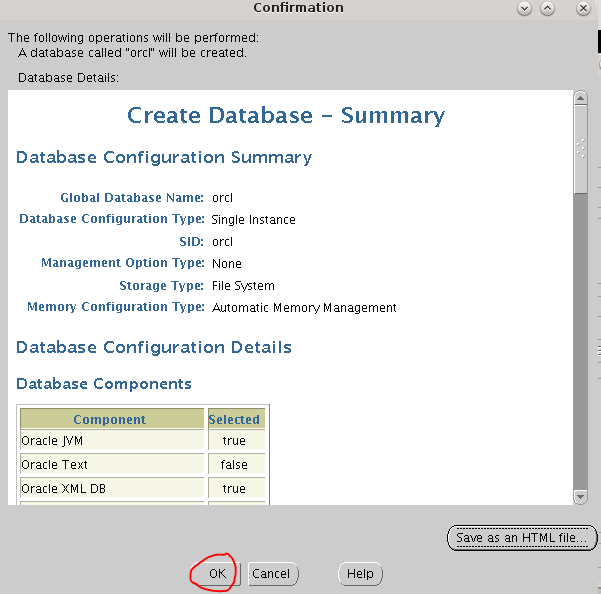 Confirmation
The following operations will be performed:
A database called "orcl" will be created.
Database Details:
Create Database - Summary
Database Configuration Summary
Global Database Name: orcl
Database Configuration Type: Single Instance
SID: orcl
Management Option Type: None
Storage Type: File System
Memory Configuration Type: Automatic Memory Management
Database Configuration Details
Database Components
Component Selected
Oracle JVM true
Oracle Text false
Oracle XML DB true
Save as an HTML file...
OK Cancel Help